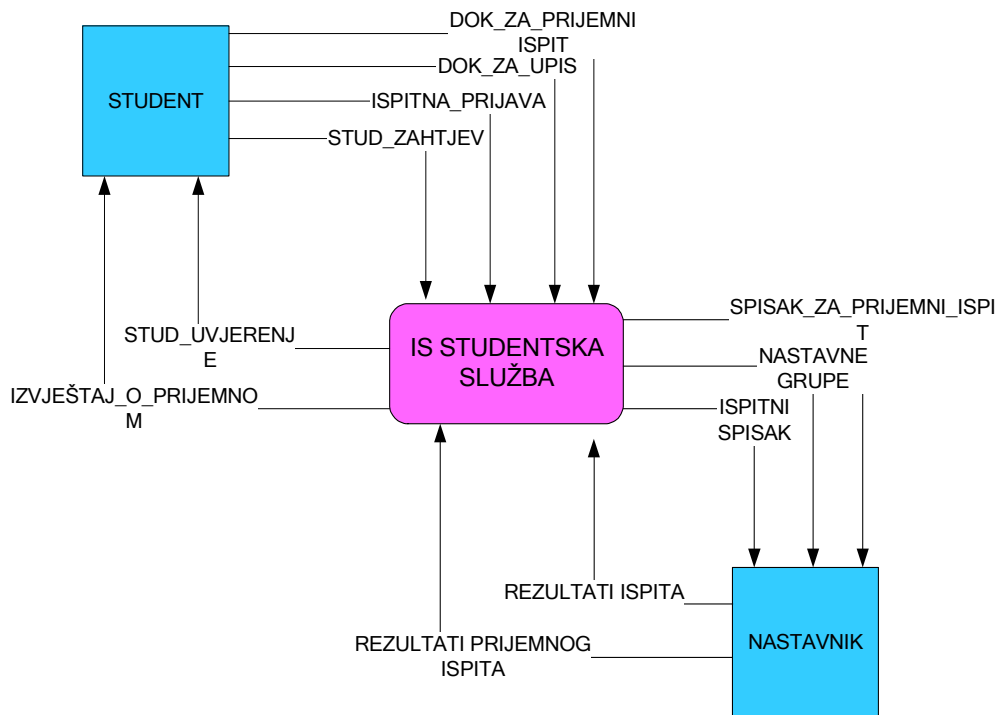 DOK_ZA_PRIJEMNI
ISPIT
DOK_ZA_UPIS
STUDENT
ISPITNA_PRIJAVA
STUD_ZAHTJEV
SPISAK_ZA_PRIJEMNI_ISPI
T
STUD_UVJERENJ
E
IS STUDENTSKA
SLUŽBA
NASTAVNE
GRUPE
IZVJEŠTAJ_O_PRIJEMNO
M
ISPITNI
SPISAK
REZULTATI ISPITA
REZULTATI PRIJEMNOG
ISPITA
NASTAVNIK